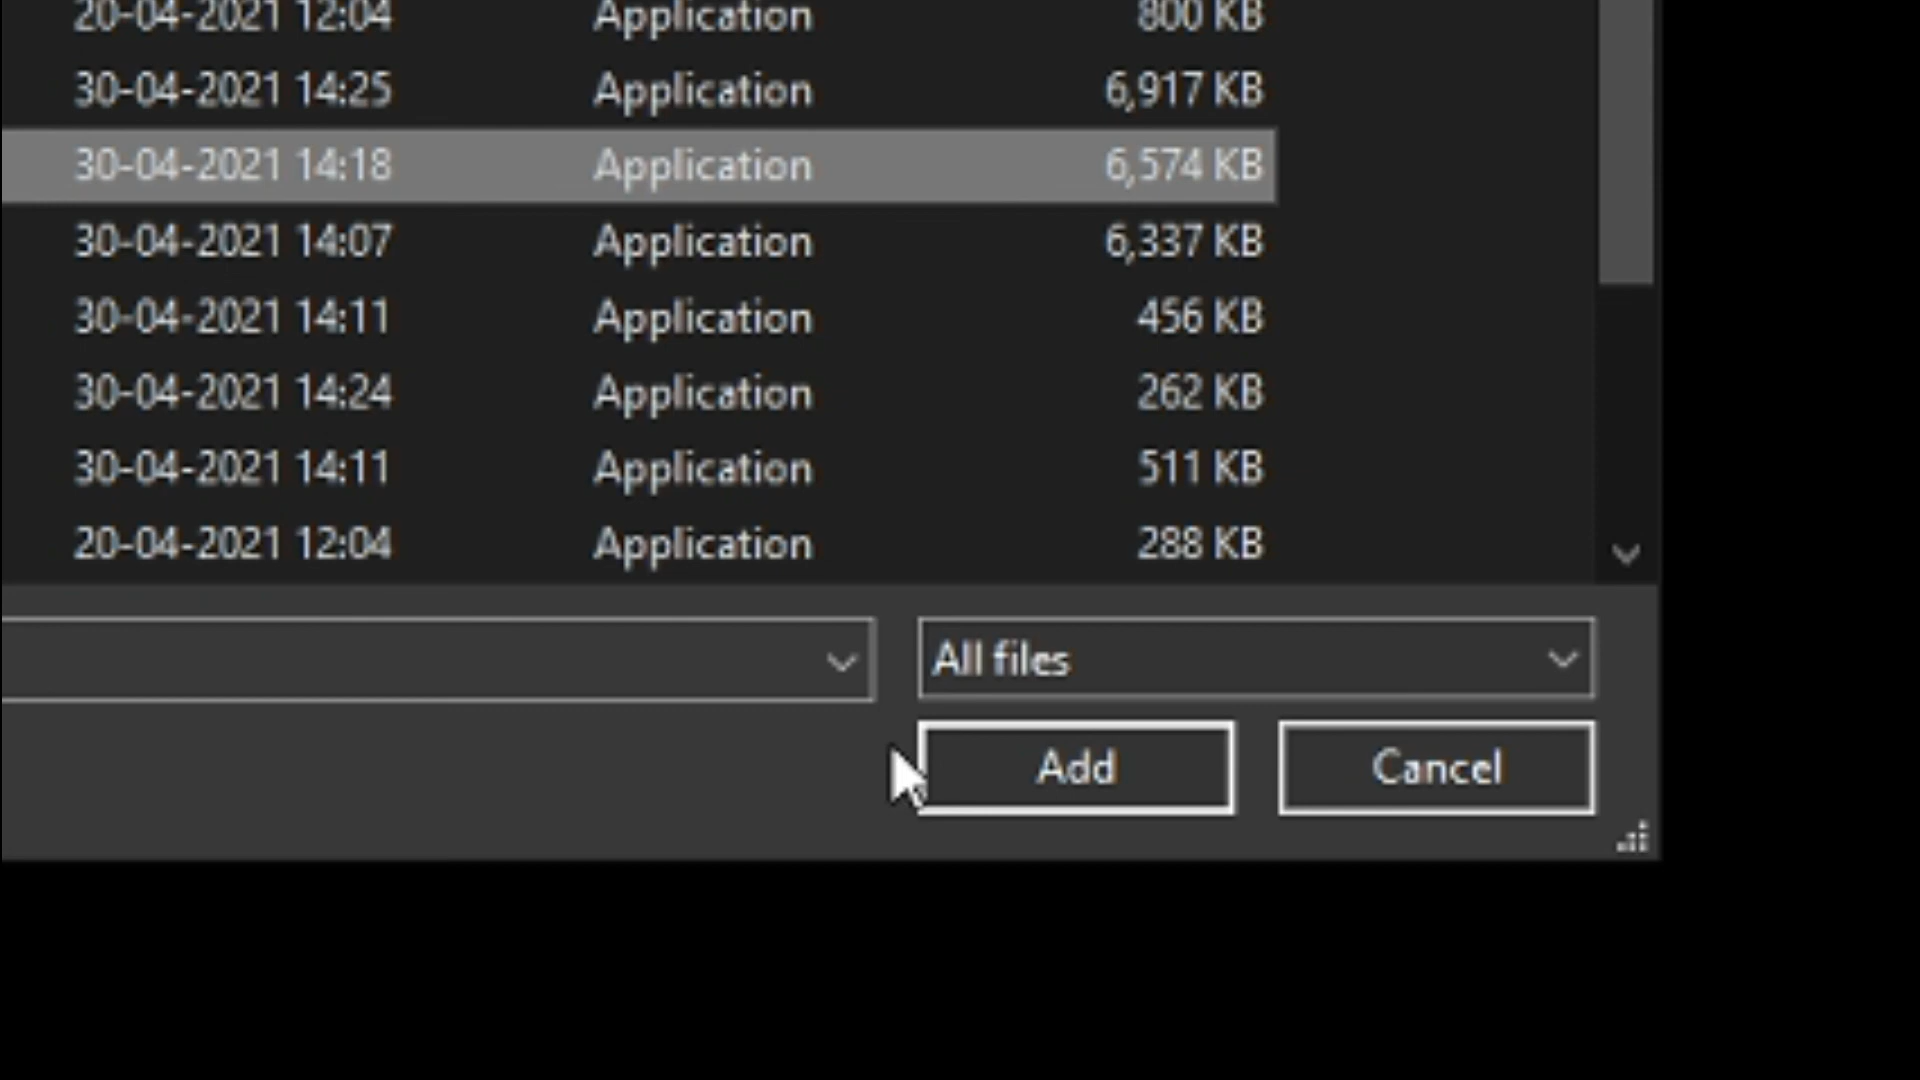 20-04-2021 12:04 Application 800 KB
30-04-2021 14:25 Application 6,917 KB
30-04-2021 14:18 Application 6,574 KB
30-04-2021 14:07 Application 6,337 KB
30-04-2021 14:11 Application 456 KB
30-04-2021 14:24 Application 262 KB
30-04-2021 14:11 Application 511 KB
20-04-2021 12:04 Application 288 KB
All files
Add Cancel